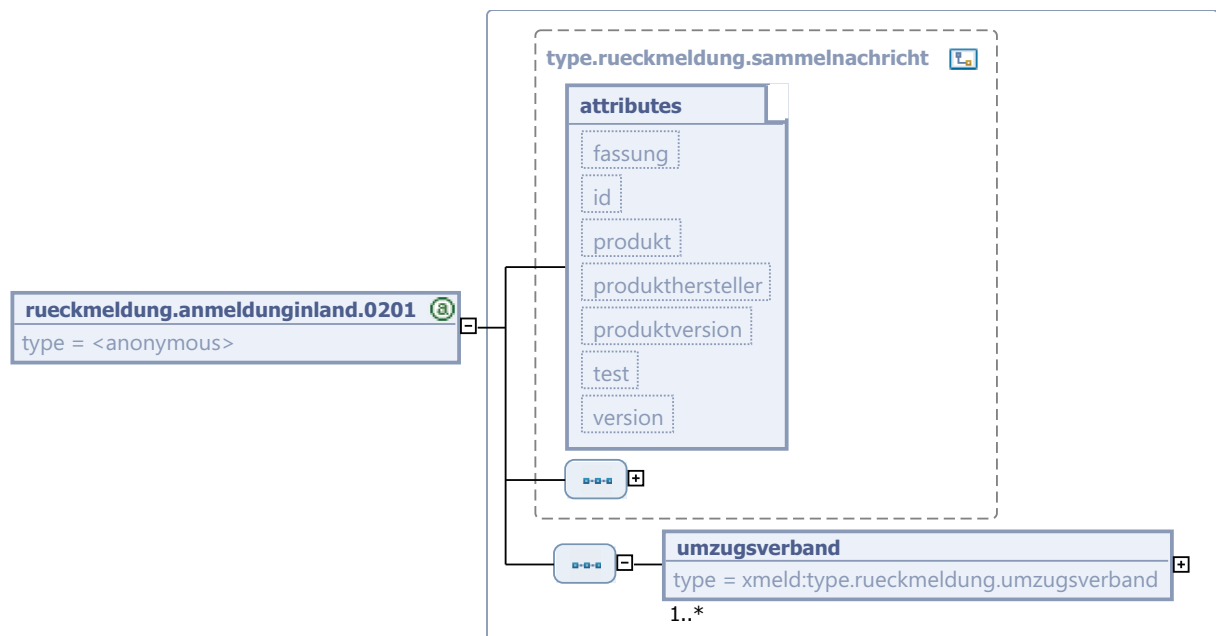 type.rueckmeldung.sammelnachricht
attributes
fassung
id
produkt
produkthersteller
produktversion
test
version
rueckmeldung.anmeldunginland.0201 @
type = <anonymous>
umzugsverband
type = xmeld:type.rueckmeldung.umzugsverband
1..*